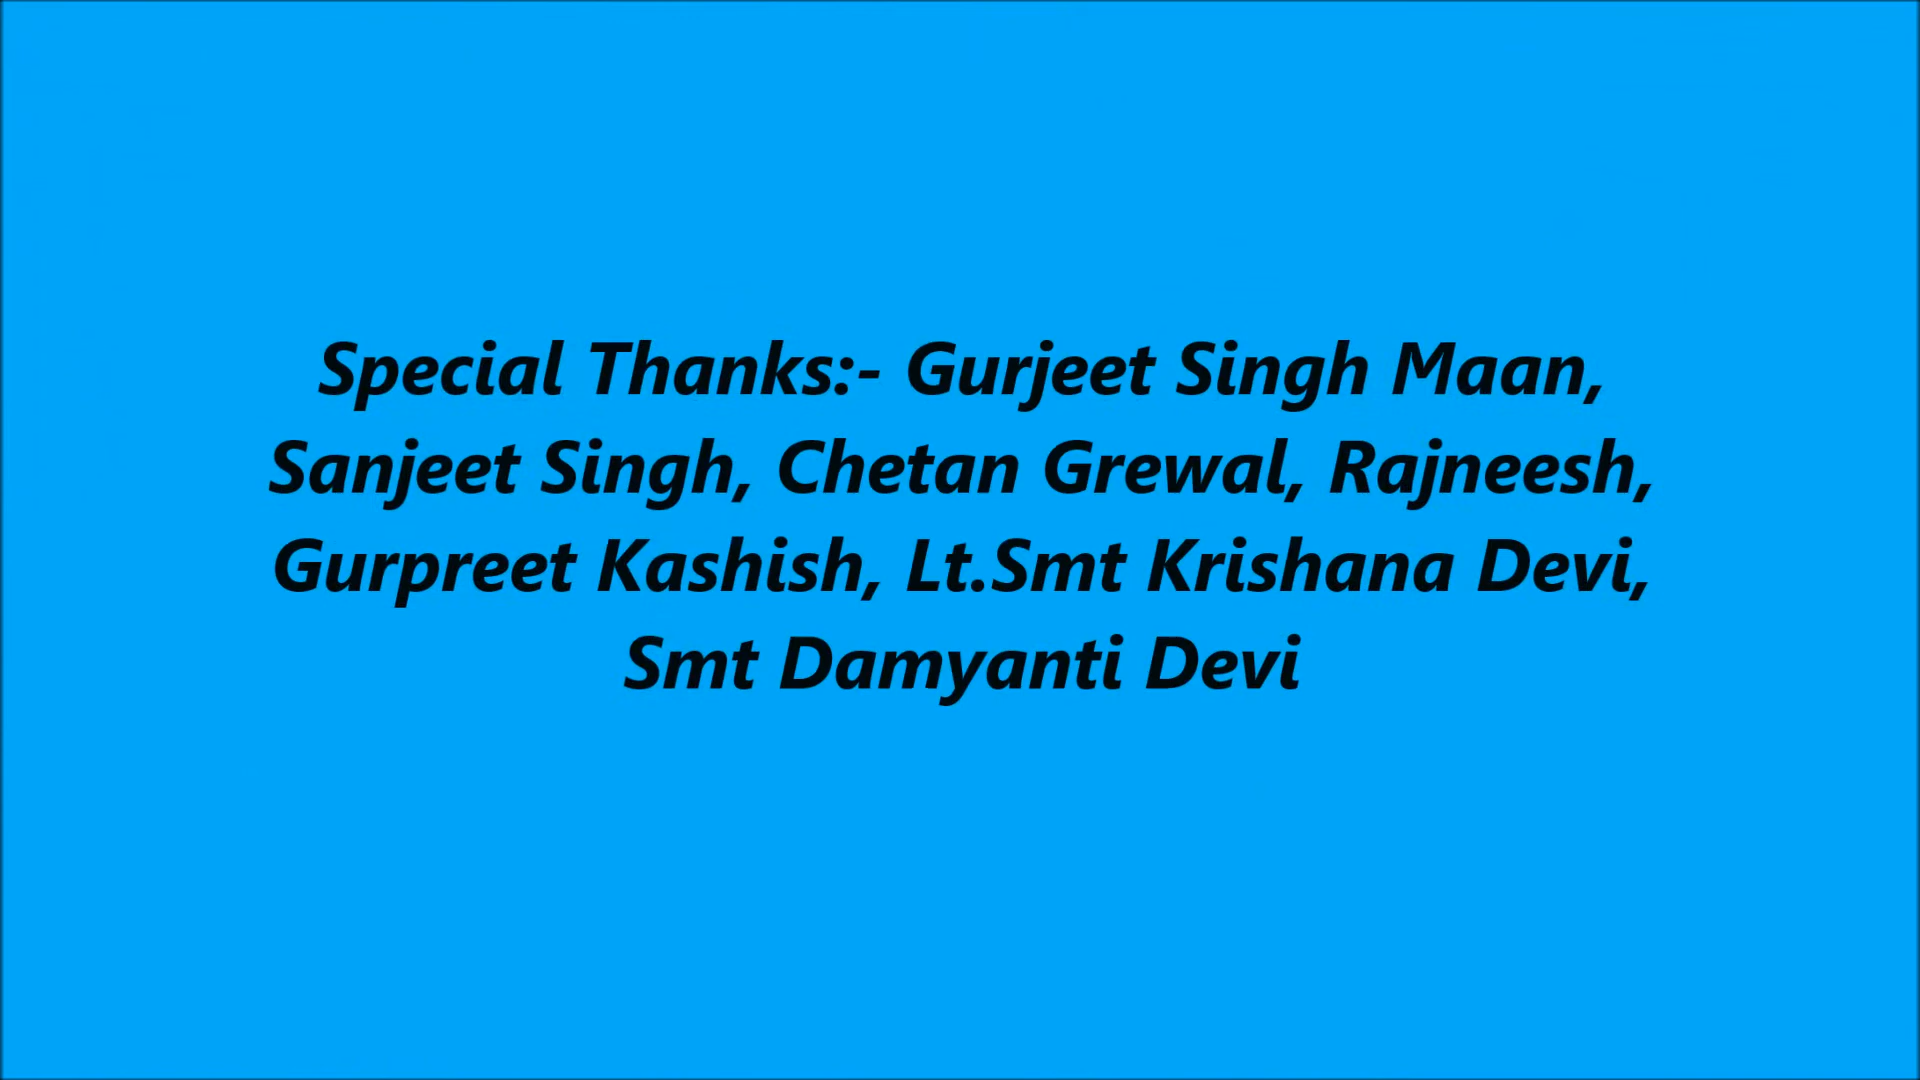 Special Thanks:- Gurjeet Singh Maan,
Sanjeet Singh, Chetan Grewal, Rajneesh,
Gurpreet Kashish, Lt.Smt Krishana Devi,
Smt Damyanti Devi